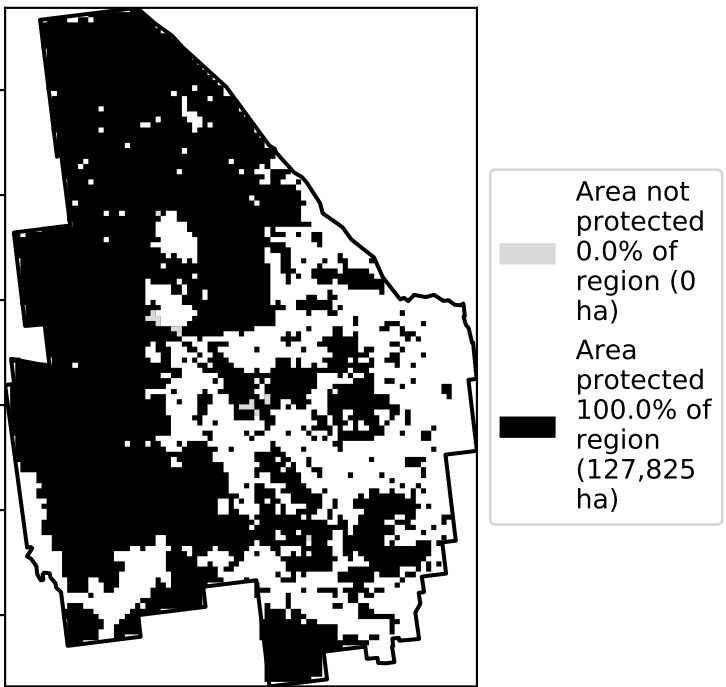 Area not
protected
0.0% of
region (0
ha)
Area
protected
100.0% of
region
(127,825
ha)